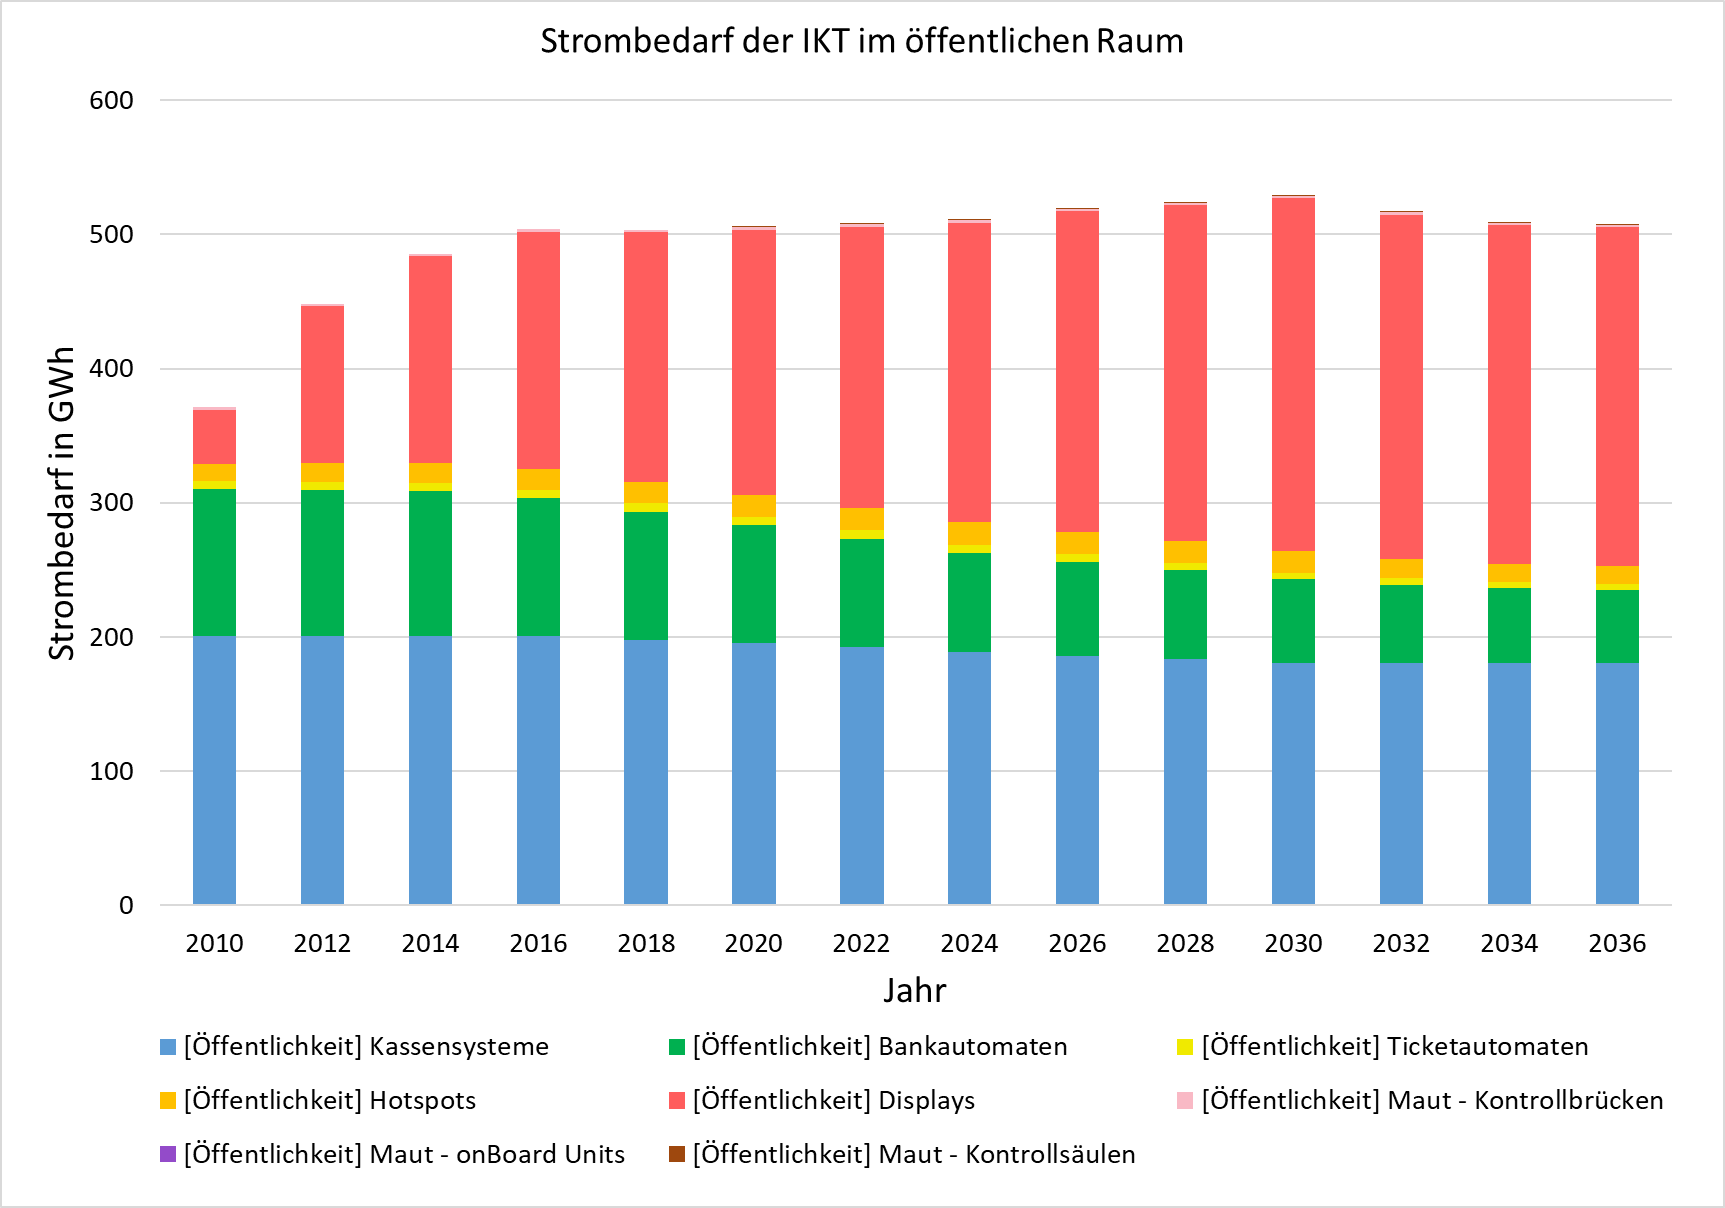 Strombedarf der IKT im öffentlichen Raum
600
500
400
300
200
100
0
Strombedarf in GWh
2010 2012 2014 2016 2018 2020 2022 2024 2026 2028 2030 2032 2034 2036
Jahr
[Öffentlichkeit] Kassensysteme [Öffentlichkeit] Bankautomaten [Öffentlichkeit] Ticketautomaten
[Öffentlichkeit] Hotspots [Öffentlichkeit] Displays [Öffentlichkeit] Maut - Kontrollbrücken
[Öffentlichkeit] Maut - onBoard Units [Öffentlichkeit] Maut - Kontrollsäulen